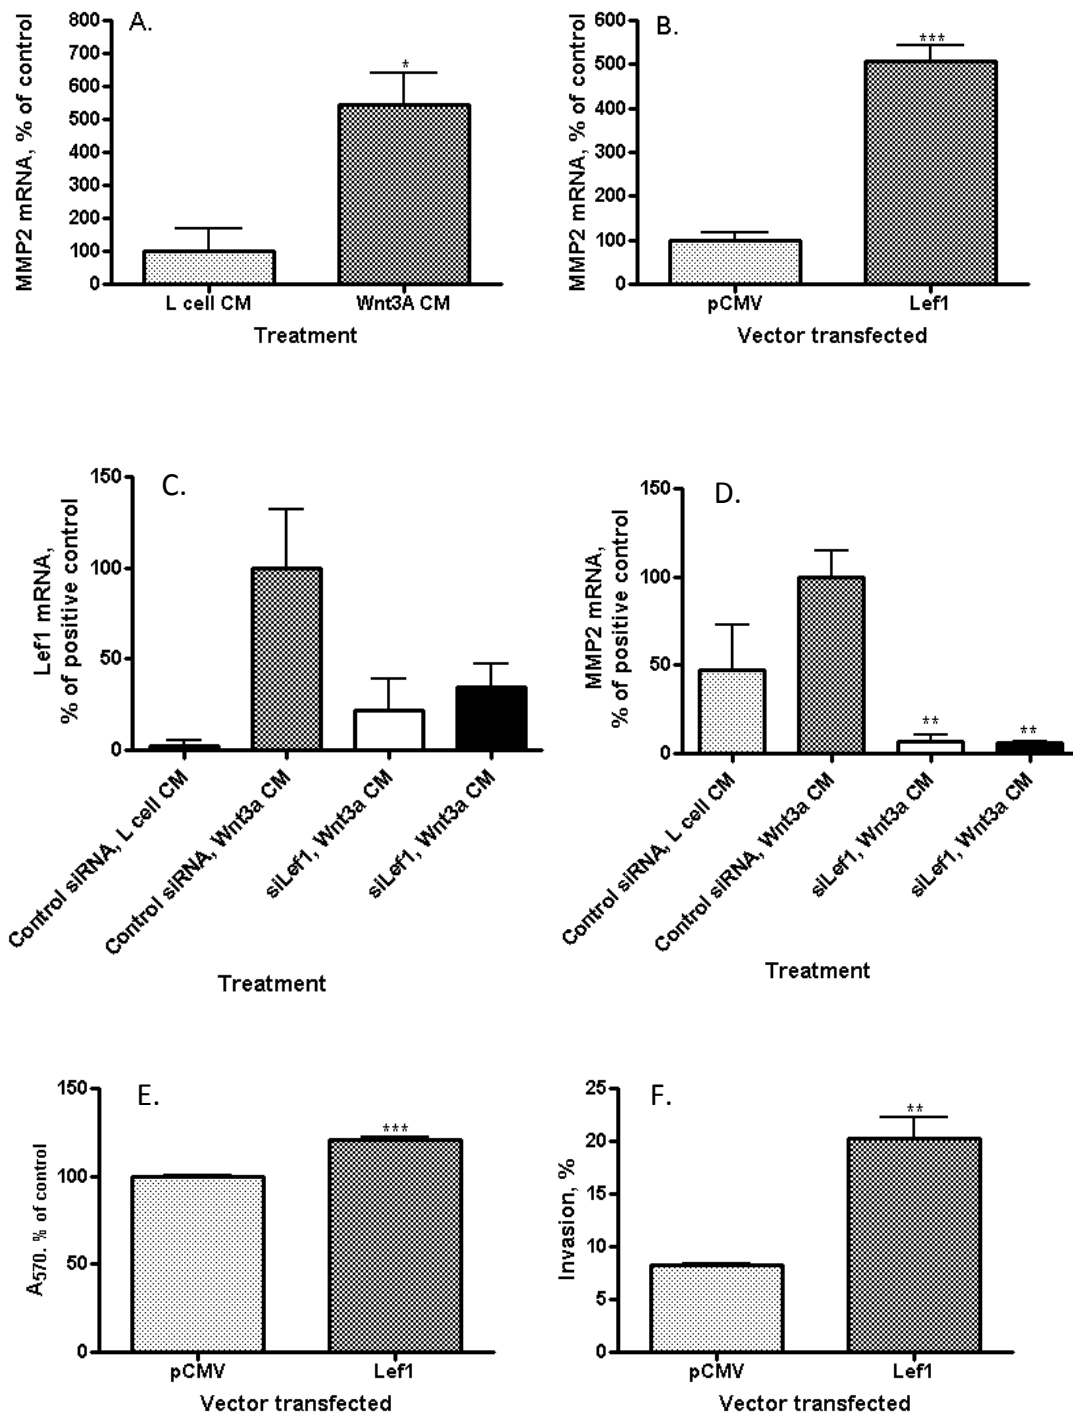 A.
MMP2 mRNA, % of control
800
700
600
500
400
300
200
100
0
*
L cell CM
Wnt3A CM
Treatment
B.
MMP2 mRNA, % of control
600
500
400
300
200
100
0
***
pCMV
Lef1
Vector transfected
C.
Lef1 mRNA,
% of positive control
150
100
50
0
Control siRNA, L cell CM
Control siRNA, Wnt3a CM
siLef1, Wnt3a CM
siLef1, Wnt3a CM
Treatment
D.
MMP2 mRNA,
% of positive control
150
100
50
0
**
**
Control siRNA, L cell CM
Control siRNA, Wnt3a CM
siLef1, Wnt3a CM
siLef1, Wnt3a CM
Treatment
E.
A570. % of control
150
100
50
0
***
pCMV
Lef1
Vector transfected
F.
Invasion, %
25
20
15
10
5
0
**
pCMV
Lef1
Vector transfected